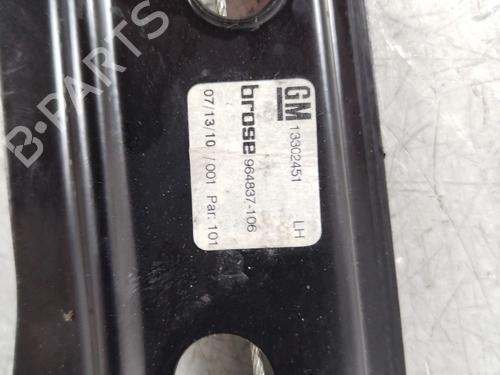 GM 13302451 LH
brose 964837-106
07/13/10 /001 Par: 101
B-PARTS